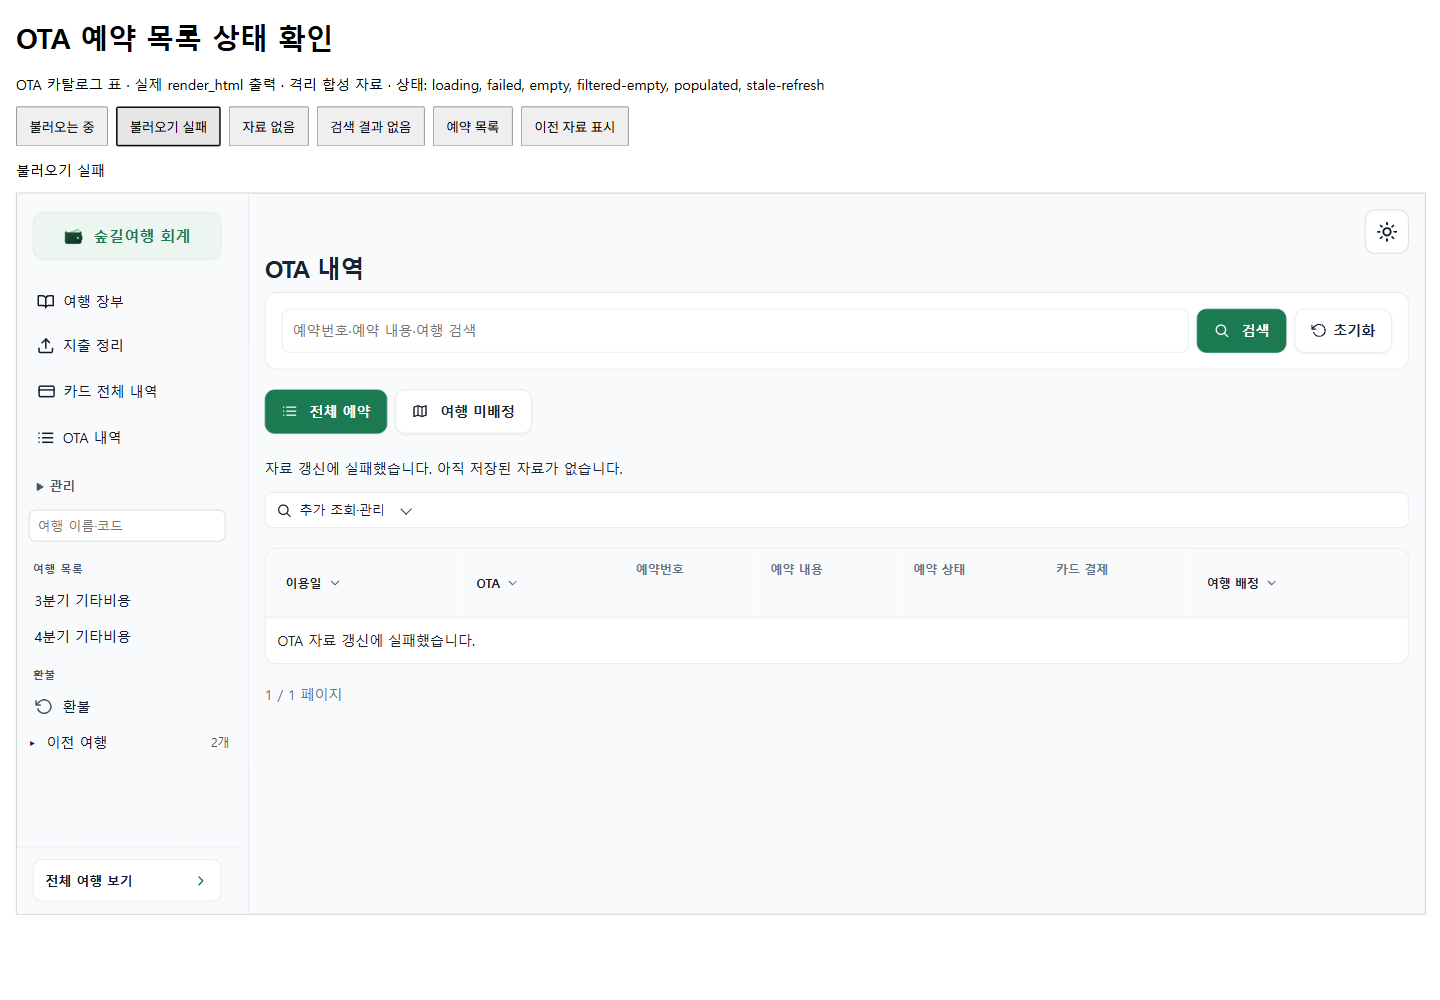 OTA 예약 목록 상태 확인
OTA 카탈로그 표 · 실제 render_html 출력 · 격리 합성 자료 · 상태: loading, failed, empty, filtered-empty, populated, stale-refresh
불러오는 중 불러오기 실패 자료 없음 검색 결과 없음 예약 목록 이전 자료 표시
불러오기 실패
숲길여행 회계
여행 장부
지출 정리
카드 전체 내역
OTA 내역
관리
여행 이름·코드
여행 목록
3분기 기타비용
4분기 기타비용
환불
환불
이전 여행 2개
전체 여행 보기
OTA 내역
예약번호·예약 내용·여행 검색 검색 초기화
전체 예약 여행 미배정
자료 갱신에 실패했습니다. 아직 저장된 자료가 없습니다.
추가 조회·관리
이용일 OTA 예약번호 예약 내용 예약 상태 카드 결제 여행 배정
OTA 자료 갱신에 실패했습니다.
1 / 1 페이지